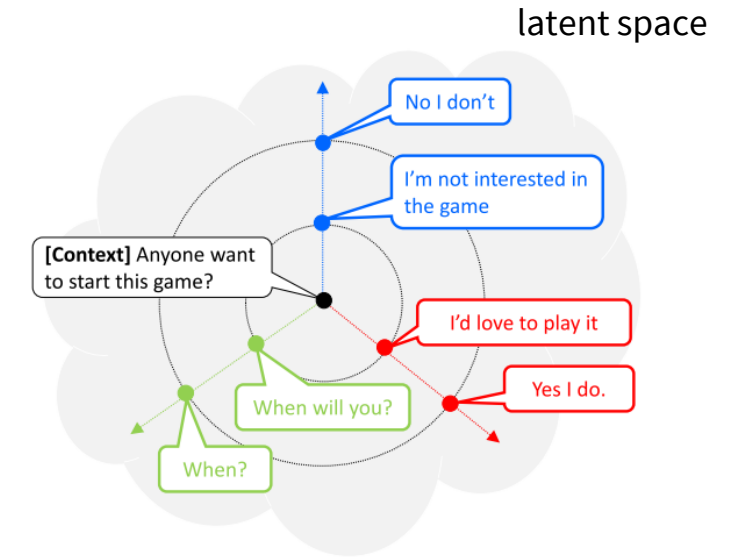 latent space
No I don’t
I’m not interested in
the game
[Context] Anyone want
to start this game?
I’d love to play it
Yes I do.
When will you?
When?